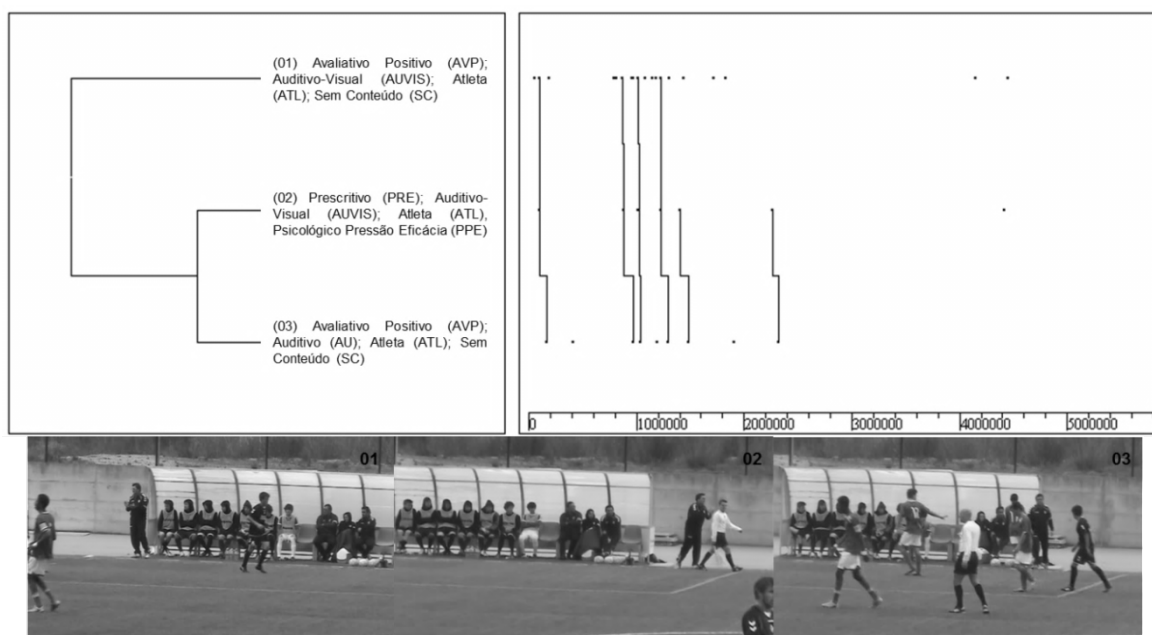 (01) Avaliativo Positivo (AVP);
Auditivo-Visual (AUVIS); Atleta
(ATL); Sem Conteúdo (SC)
(02) Prescritivo (PRE); Auditivo-
Visual (AUVIS); Atleta (ATL),
Psicológico Pressão Eficácia (PPE)
(03) Avaliativo Positivo (AVP);
Auditivo (AU); Atleta (ATL); Sem
Conteúdo (SC)
0 1000000 2000000 3000000 4000000 5000000
01 02 03